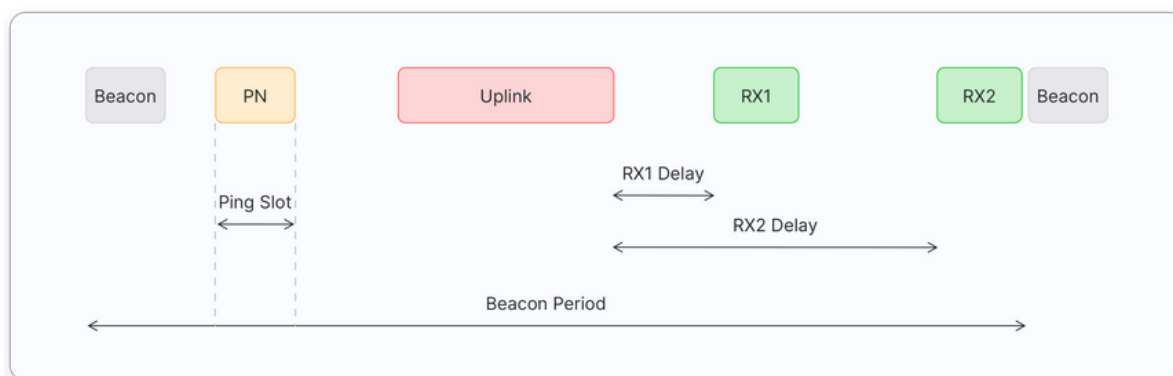 Beacon
PN
Uplink
RX1
RX2
Beacon
RX1 Delay
Ping Slot
RX2 Delay
Beacon Period